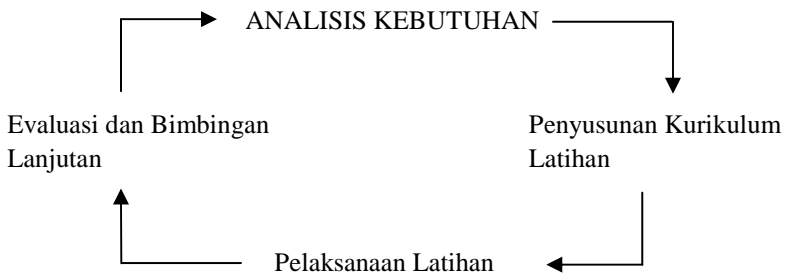 ANALISIS KEBUTUHAN
Evaluasi dan Bimbingan
Lanjutan
Penyusunan Kurikulum
Latihan
Pelaksanaan Latihan